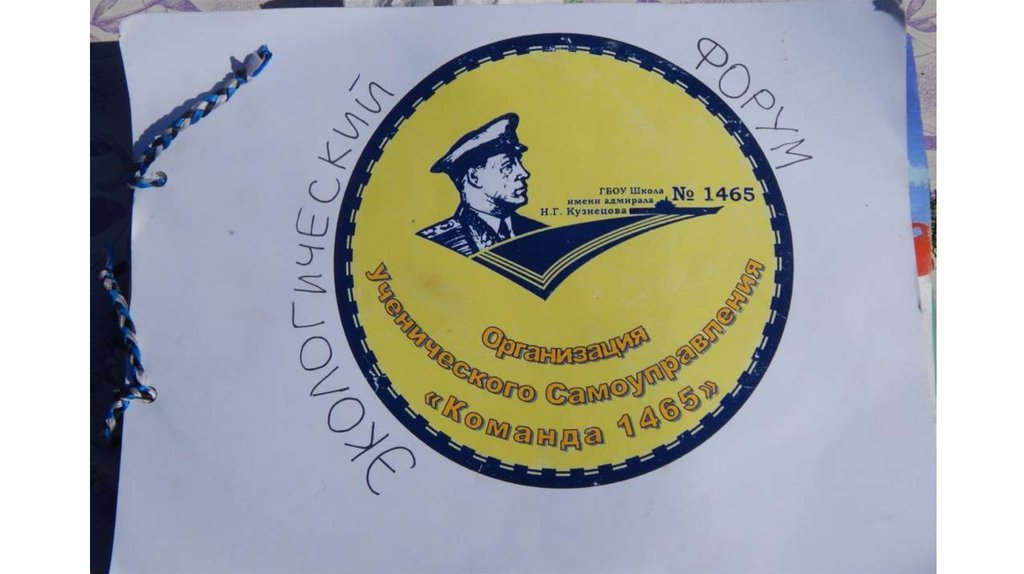 ЭКОЛОГИЧЕСКИЙ ФОРУМ
ГБОУ Школа
имени адмирала
Н.Г. Кузнецова
№ 1465
Организация
Ученического Самоуправления
«Команда 1465»